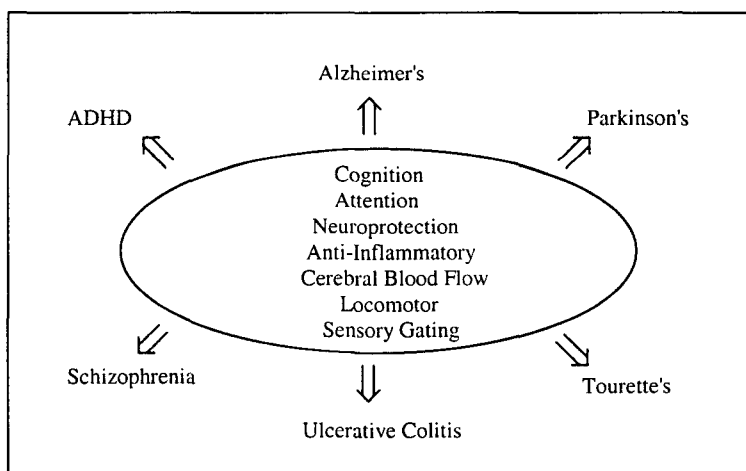 Alzheimer's
ADHD
Parkinson's
Cognition
Attention
Neuroprotection
Anti-Inflammatory
Cerebral Blood Flow
Locomotor
Sensory Gating
Schizophrenia
Tourette's
Ulcerative Colitis